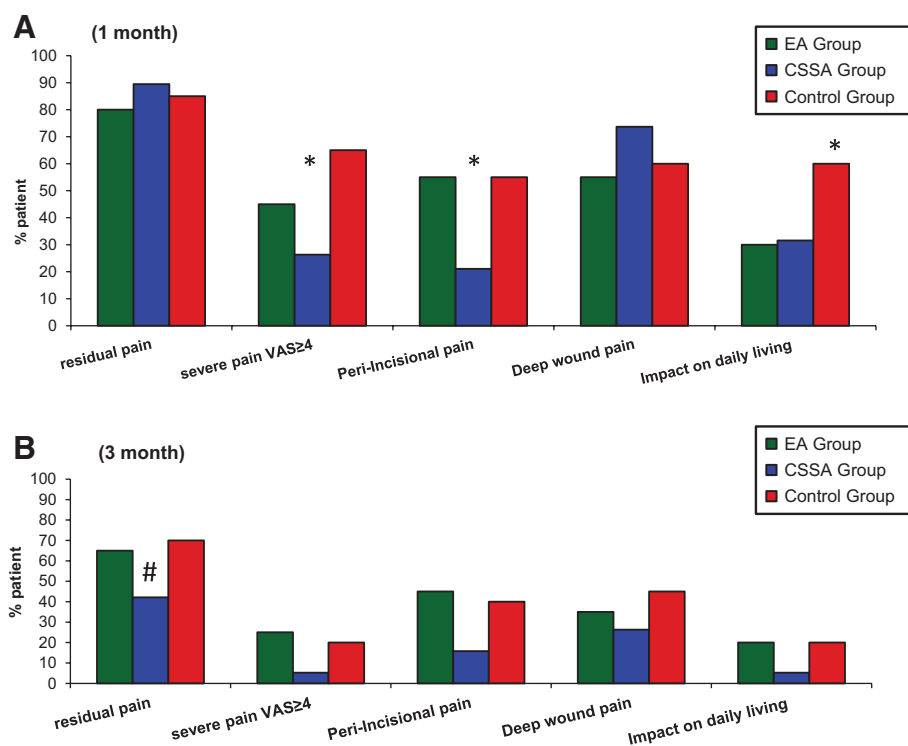 A
(1 month)
EA Group
CSSA Group
Control Group
100
90
80
70
60
50
40
30
20
10
0
% patient
*
*
*
residual pain
severe pain VAS≥4
Peri-Incisional pain
Deep wound pain
Impact on daily living
B
(3 month)
EA Group
CSSA Group
Control Group
100
90
80
70
60
50
40
30
20
10
0
% patient
#
residual pain
severe pain VAS≥4
Peri-Incisional pain
Deep wound pain
Impact on daily living